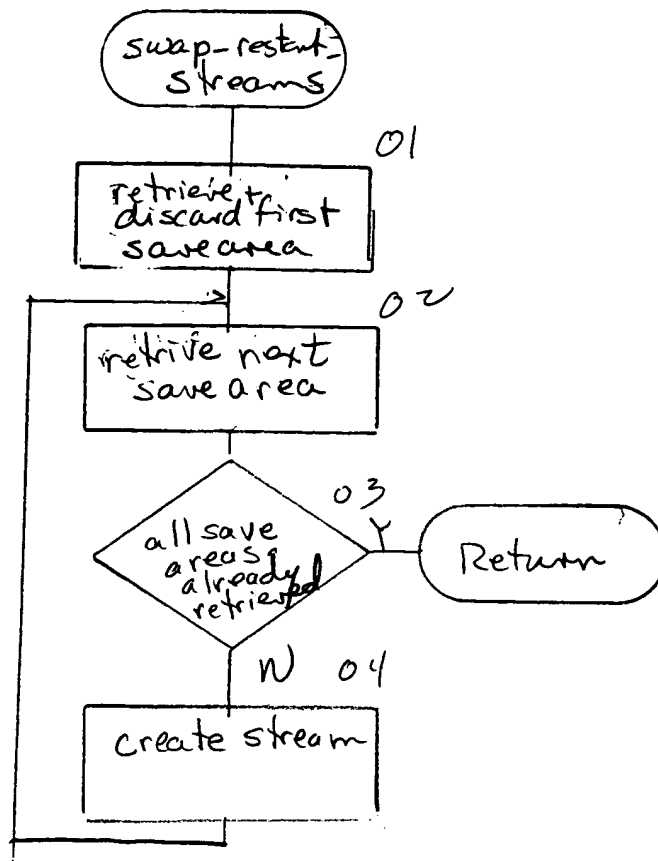 swap-restart-
streams
01
retrieve +
discard first
save area
02
retrive next
save area
03
all save
areas
already
retrieved
Y
Return
N 04
create stream